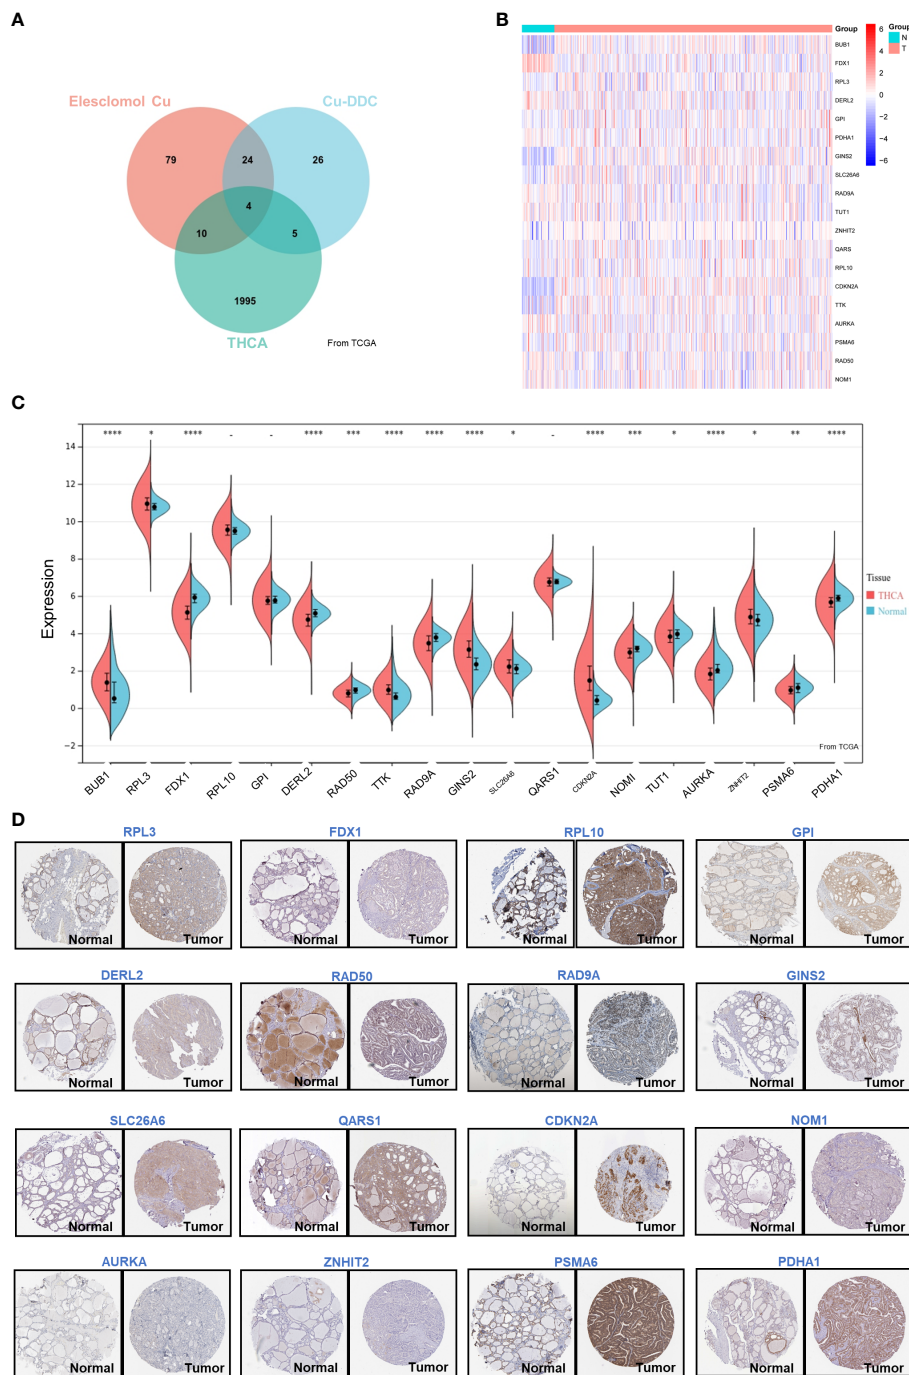 A
Elesclomol Cu
Cu-DDC
79
24
26
4
10
5
1995
THCA
From TCGA
B
Group
BUB1
FDX1
RPL3
DERL2
GPI
PDHA1
GINS2
SLC26A6
RAD9A
TUT1
ZNHIT2
QARS
RPL10
CDKN2A
TTK
AURKA
PSMA6
RAD50
NOM1
6
4
2
0
−2
−4
−6
Group
N
T
C
**** * **** - - **** *** **** **** **** * - **** *** * **** * ** ****
14
12
10
8
6
4
2
0
−2
Expression
Tissue
THCA
Normal
From TCGA
BUB1 RPL3 FDX1 RPL10 GPI DERL2 RAD50 TTK RAD9A GINS2 SLC26A6 QARS1 CDKN2A NOMI TUT1 AURKA ZNHIT2 PSMA6 PDHA1
D
RPL3 FDX1 RPL10 GPI
Normal Tumor Normal Tumor Normal Tumor Normal Tumor
DERL2 RAD50 RAD9A GINS2
Normal Tumor Normal Tumor Normal Tumor Normal Tumor
SLC26A6 QARS1 CDKN2A NOM1
Normal Tumor Normal Tumor Normal Tumor Normal Tumor
AURKA ZNHIT2 PSMA6 PDHA1
Normal Tumor Normal Tumor Normal Tumor Normal Tumor